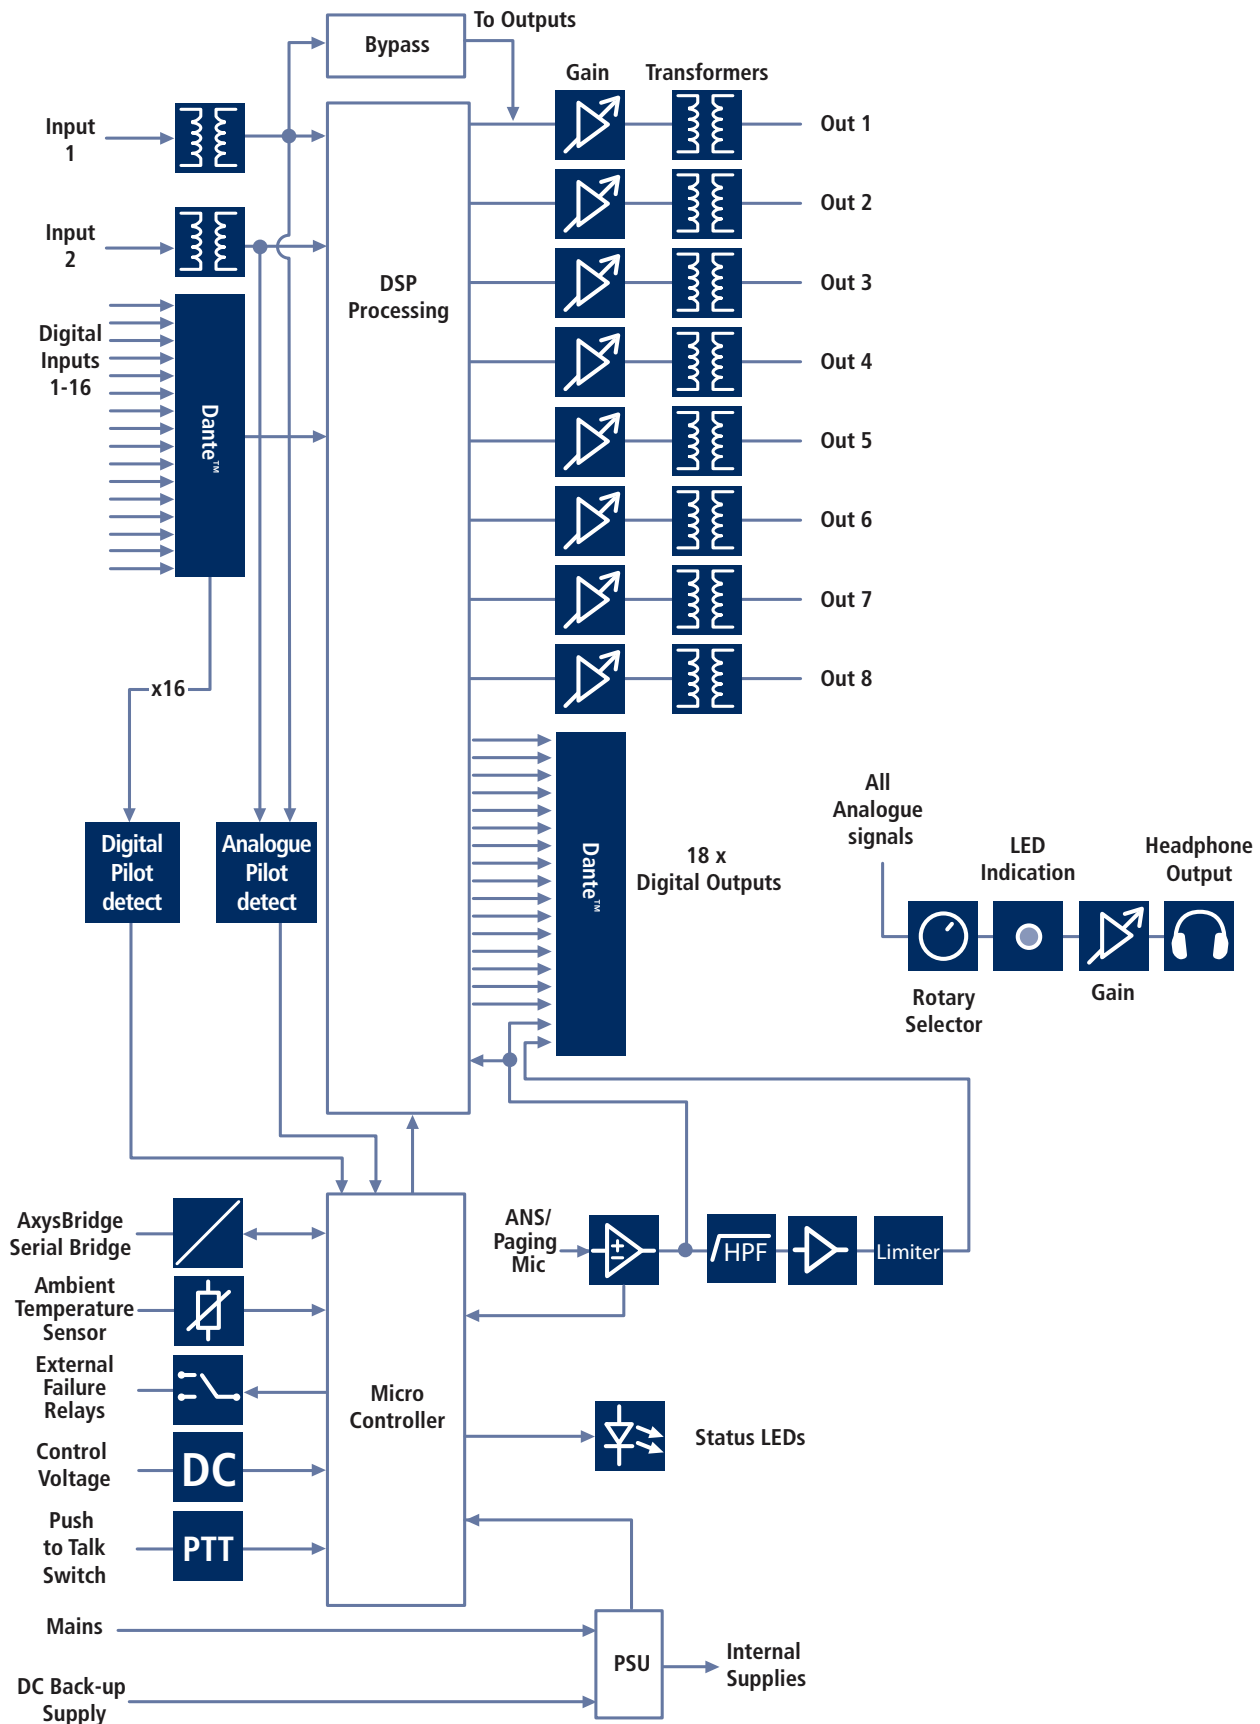 To Outputs
Bypass
Gain
Transformers
Input
1
Out 1
Out 2
Input
2
DSP
Processing
Out 3
Digital
Inputs
1-16
Out 4
Dante™
Out 5
Out 6
Out 7
Out 8
x16
Digital
Pilot
detect
Analogue
Pilot
detect
Dante™
18 x
Digital Outputs
All
Analogue
signals
LED
Indication
Headphone
Output
Rotary
Selector
Gain
AxysBridge
Serial Bridge
ANS/
Paging
Mic
HPF
Limiter
Ambient
Temperature
Sensor
External
Failure
Relays
Micro
Controller
Status LEDs
Control
Voltage
DC
Push
to Talk
Switch
PTT
Mains
PSU
Internal
Supplies
DC Back-up
Supply